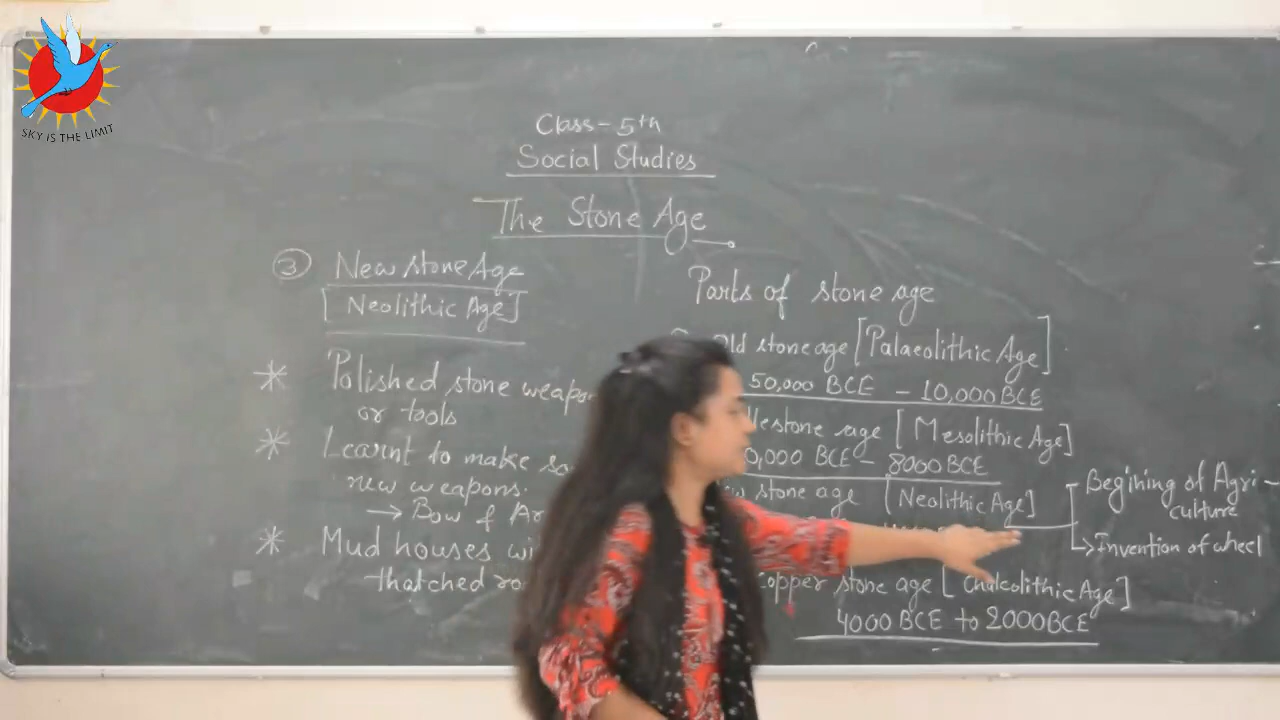 SKY IS THE LIMIT
Class - 5th
Social Studies
The Stone Age
③ New stone Age
[Neolithic Age]
* Polished stone weapon
or tools
* Learnt to make so
new weapons.
→ Bow & Ar
* Mud houses wi
thatched ro
Parts of stone age
Old stone age [Palaeolithic Age]
50,000 BCE - 10,000 BCE
stone age [Mesolithic Age]
0,000 BCE - 8000 BCE
stone age [Neolithic Age]
Begining of Agri -
culture
Invention of wheel
Copper stone age [Chalcolithic Age]
4000 BCE to 2000 BCE